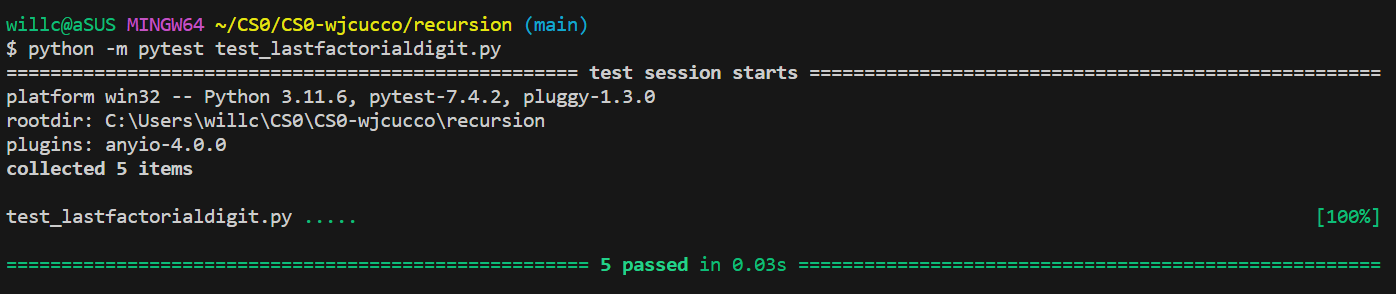 willc@aSUS MINGW64 ~/CS0/CS0-wjcucco/recursion (main)
$ python -m pytest test_lastfactorialdigit.py
==================================================== test session starts ====================================================
platform win32 -- Python 3.11.6, pytest-7.4.2, pluggy-1.3.0
rootdir: C:\Users\willc\CS0\CS0-wjcucco\recursion
plugins: anyio-4.0.0
collected 5 items
test_lastfactorialdigit.py ..... [100%]
===================================================== 5 passed in 0.03s =====================================================